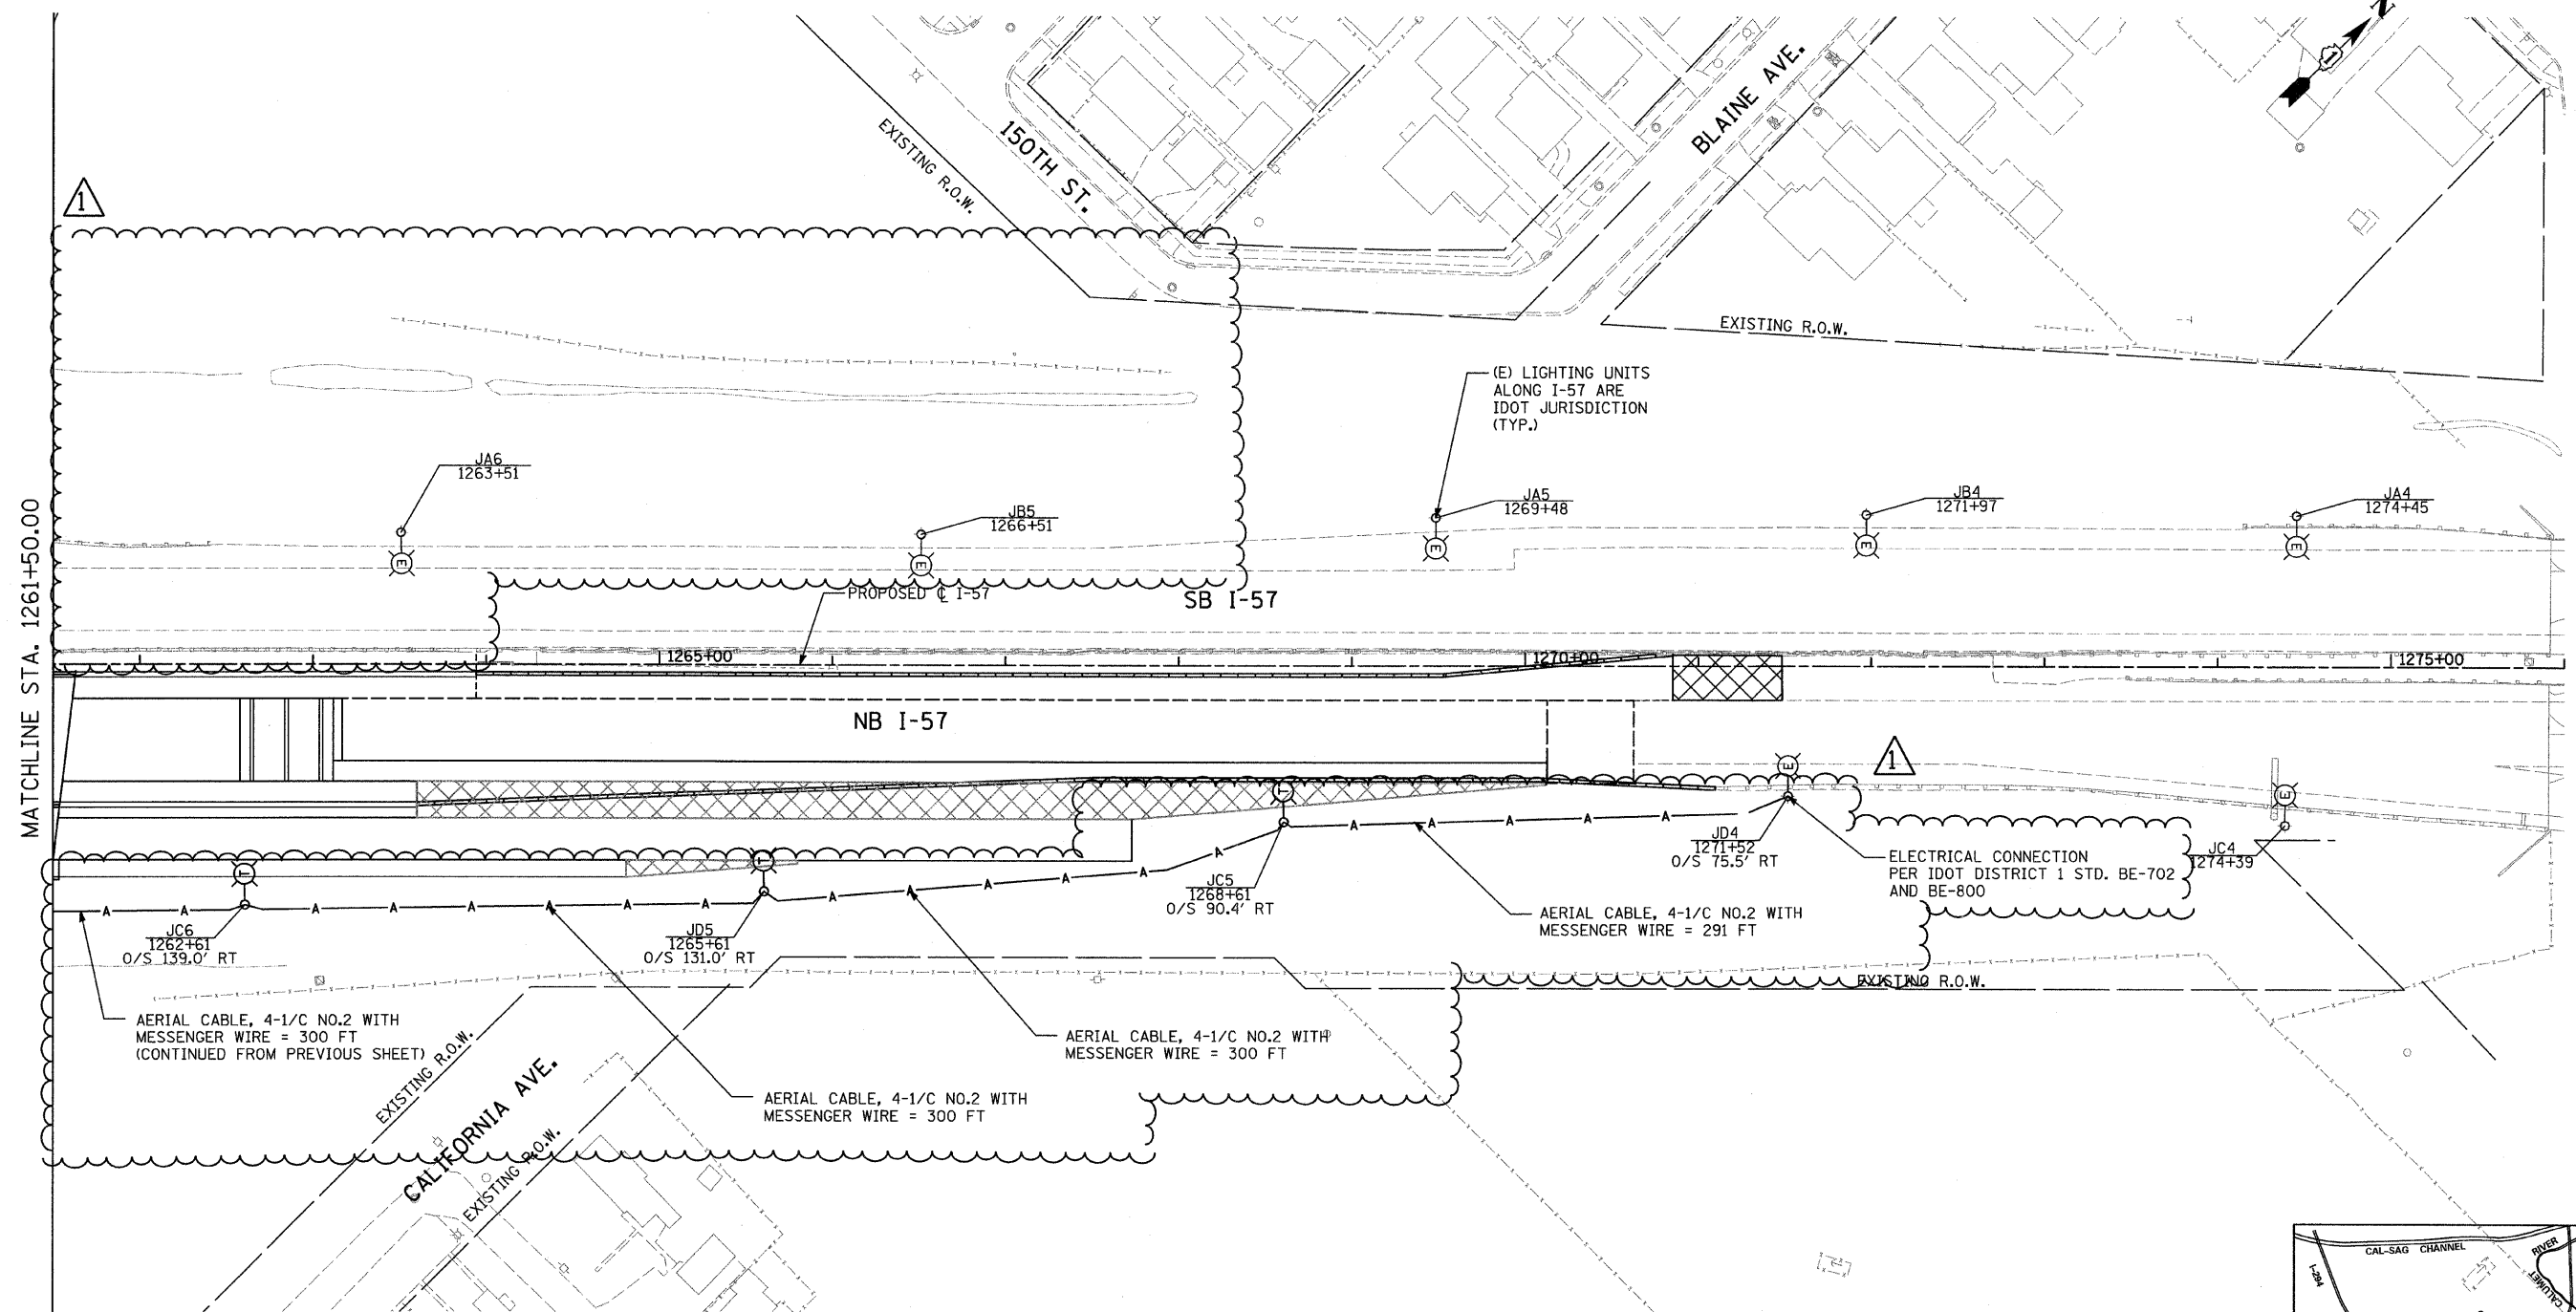 N
1
150TH ST.
BLAINE AVE.
EXISTING R.O.W.
1
EXISTING R.O.W.
(E) LIGHTING UNITS
ALONG I-57 ARE
IDOT JURISDICTION
(TYP.)
JA6
1263+51
JB5
1266+51
JA5
1269+48
JB4
1271+97
JA4
1274+45
E
E
E
E
E
MATCHLINE STA. 1261+50.00
PROPOSED ℄ I-57
SB I-57
1265+00
1270+00
1275+00
NB I-57
1
E
E
T
T
T
A A A A A A A A A A A A A A A A A A A
JD4
1271+52
O/S 75.5' RT
ELECTRICAL CONNECTION
PER IDOT DISTRICT 1 STD. BE-702
AND BE-800
JC4
1274+39
JC5
1268+61
O/S 90.4' RT
AERIAL CABLE, 4-1/C NO.2 WITH
MESSENGER WIRE = 291 FT
JC6
1262+61
O/S 139.0' RT
JD5
1265+61
O/S 131.0' RT
EXISTING R.O.W.
AERIAL CABLE, 4-1/C NO.2 WITH
MESSENGER WIRE = 300 FT
(CONTINUED FROM PREVIOUS SHEET)
AERIAL CABLE, 4-1/C NO.2 WITH
MESSENGER WIRE = 300 FT
AERIAL CABLE, 4-1/C NO.2 WITH
MESSENGER WIRE = 300 FT
EXISTING R.O.W.
CALIFORNIA AVE.
EXISTING R.O.W.
CAL-SAG CHANNEL
I-294
RIVER
CALUMET